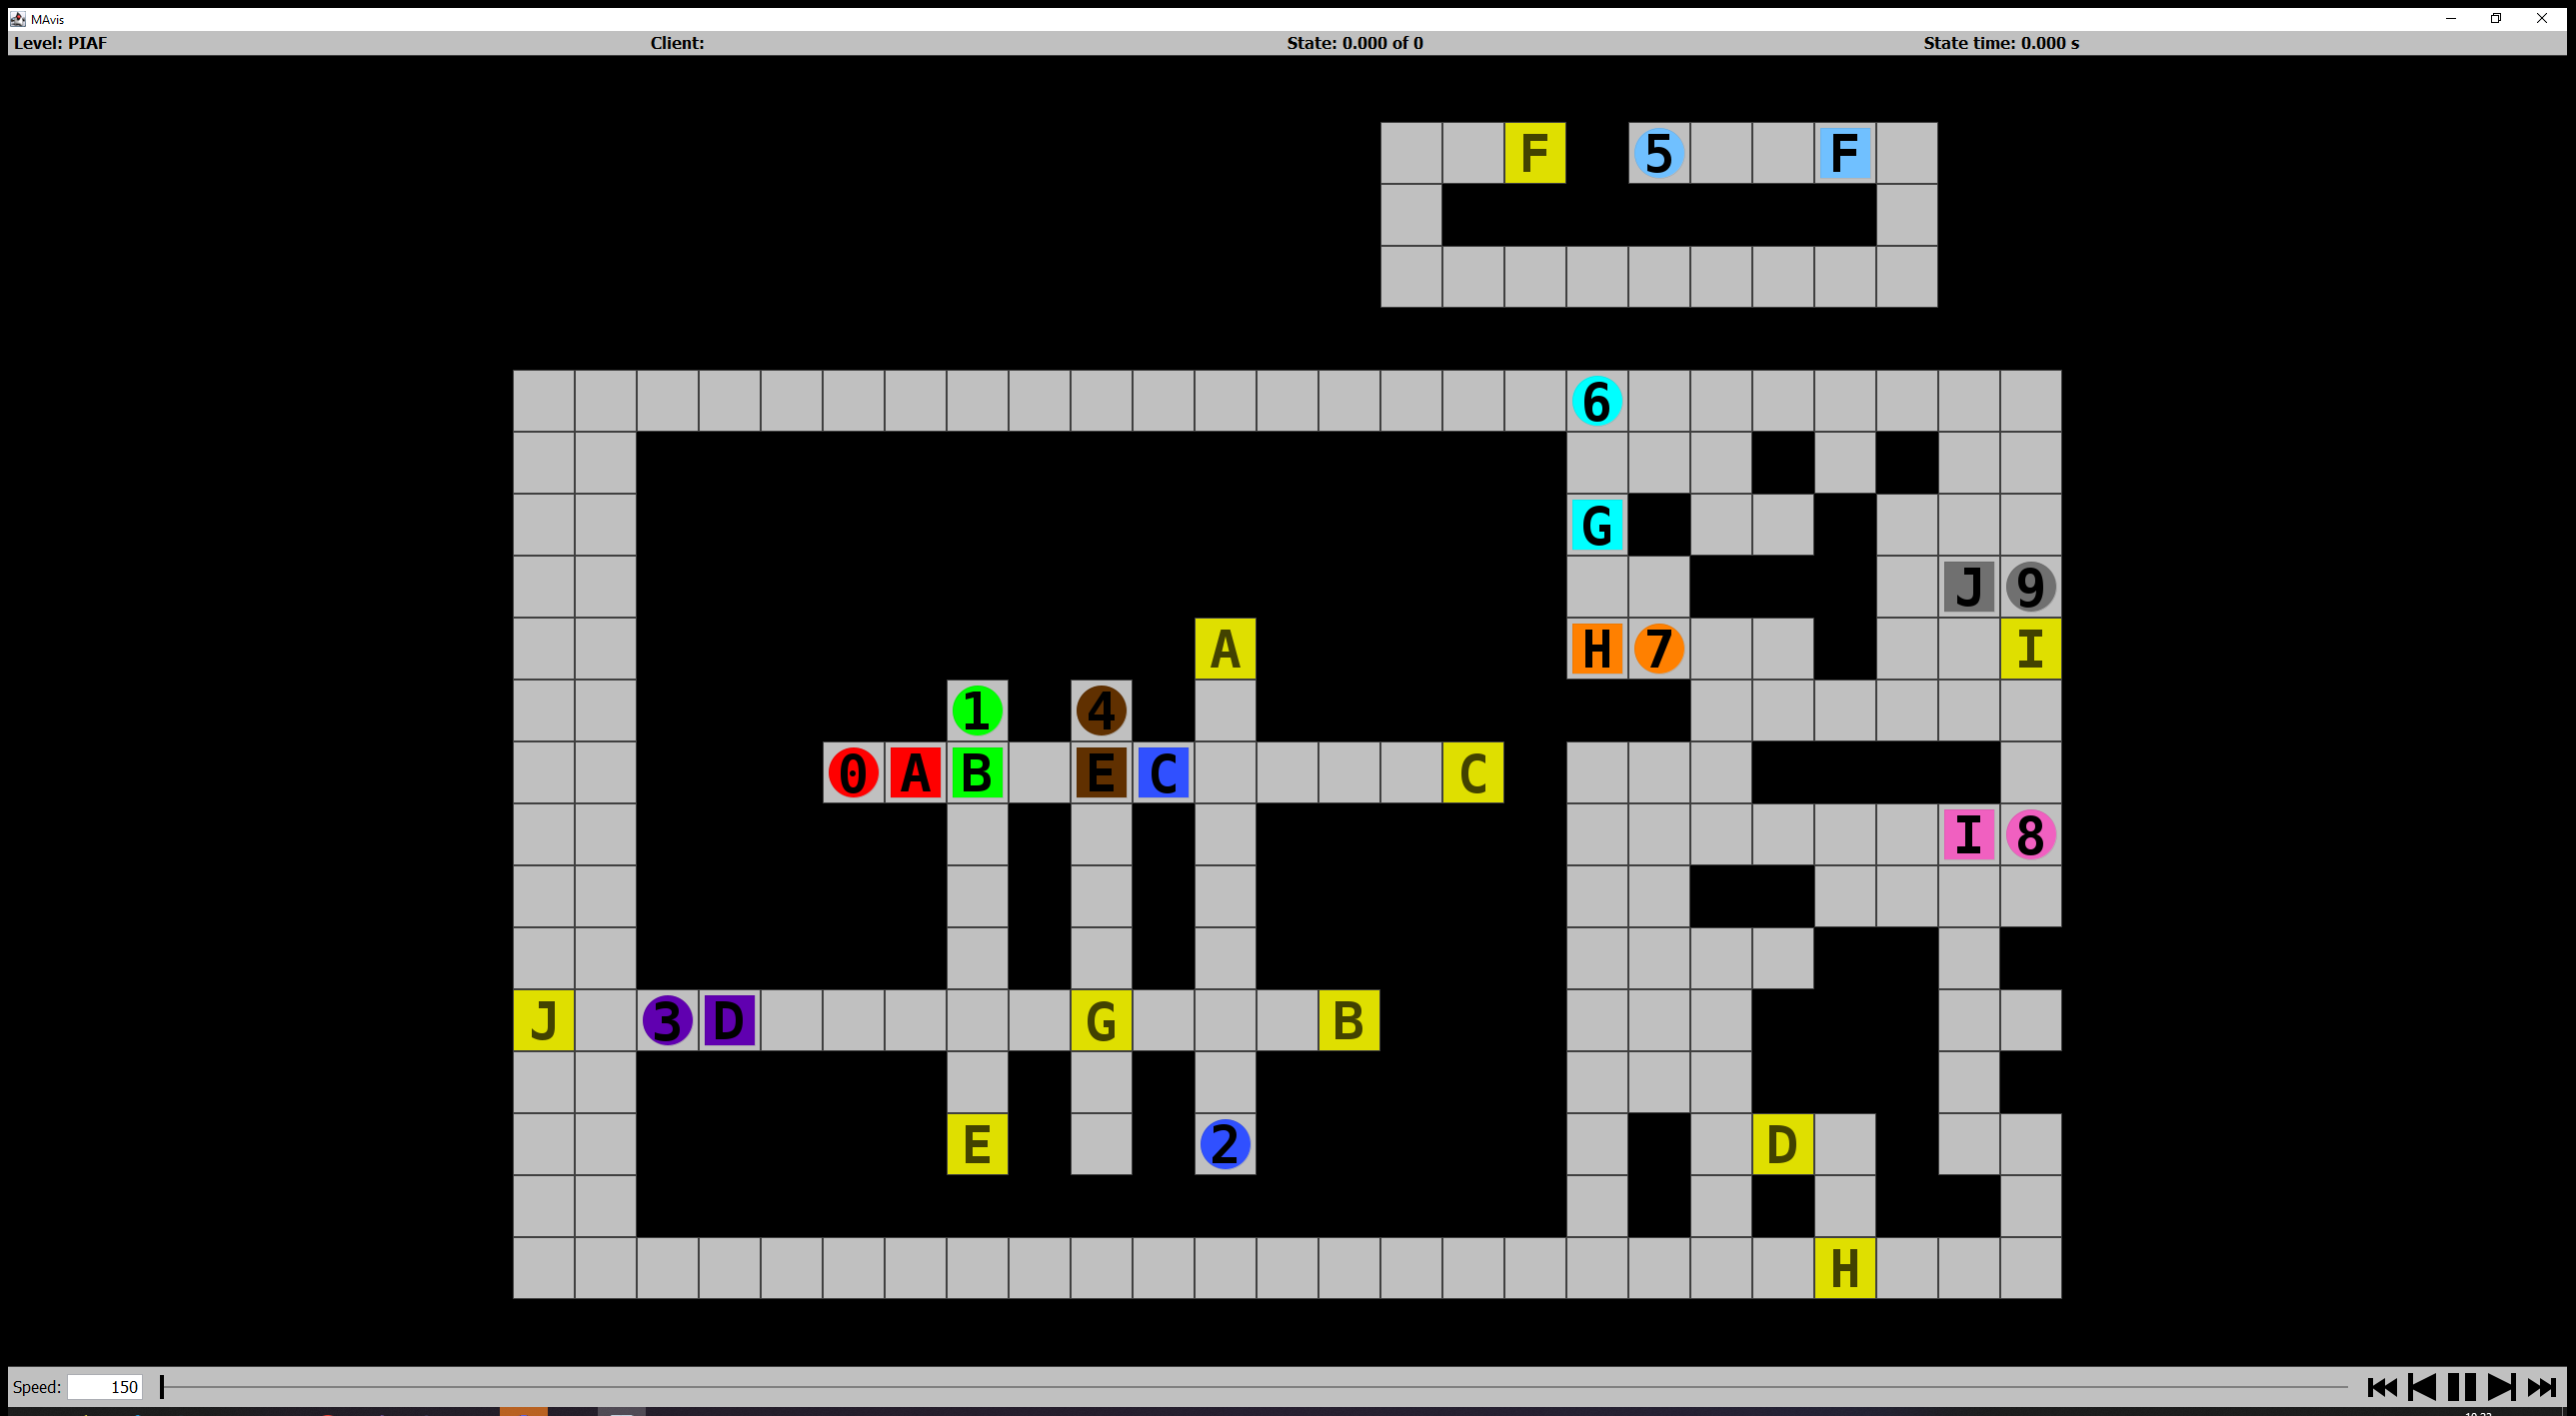 MAvis
Level: PIAF Client: State: 0.000 of 0 State time: 0.000 s
F 5 F
6
G
J 9
A H 7 I
1 4
0 A B E C C
I 8
J 3 D G B
E 2 D
H
Speed: 150